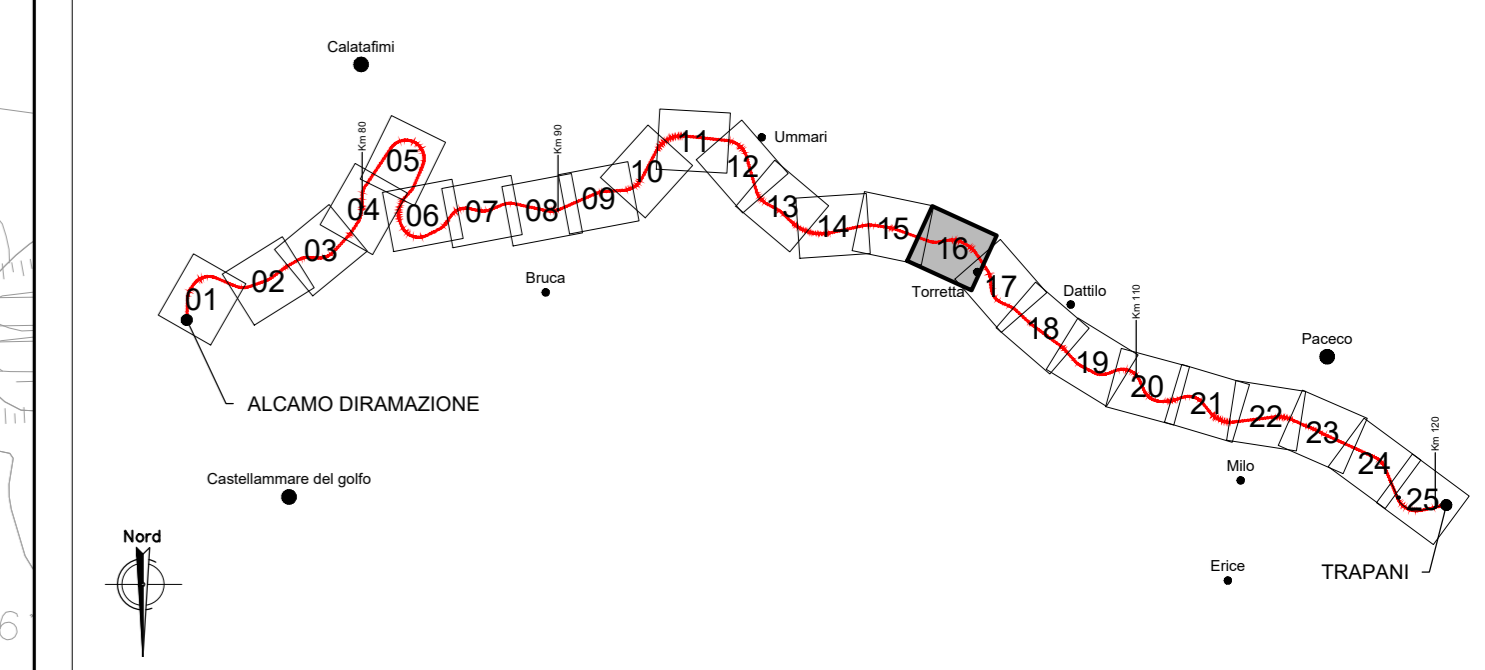 Calatafimi
Km 80
Km 90
Ummari
01
02
03
04
05
06
07
08
09
10
11
12
13
14
15
16
17
18
19
20
21
22
23
24
25
Bruca
Torretta
Dattilo
Km 110
Paceco
ALCAMO DIRAMAZIONE
Km 120
Castellammare del golfo
Milo
Nord
Erice
TRAPANI
6